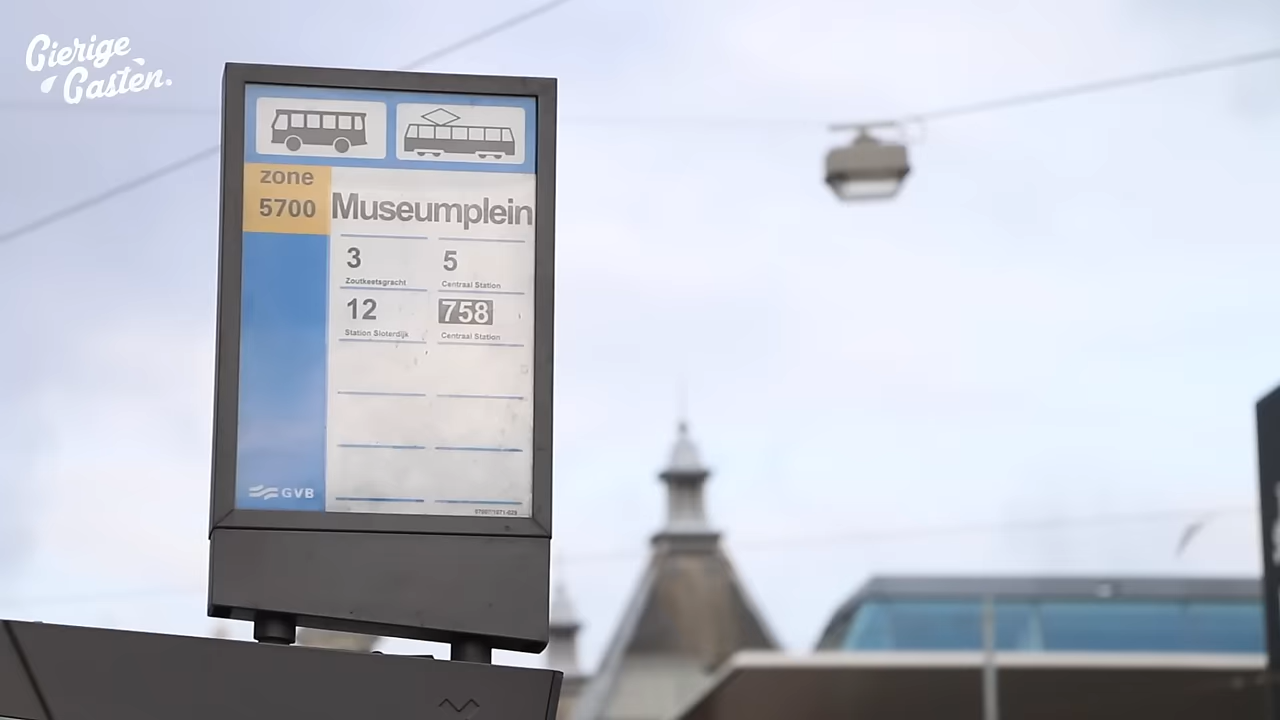 Gierige
Gasten.
zone
5700
Museumplein
3
Zoutkeetsgracht
5
Centraal Station
12
Station Sloterdijk
758
Centraal Station
GVB